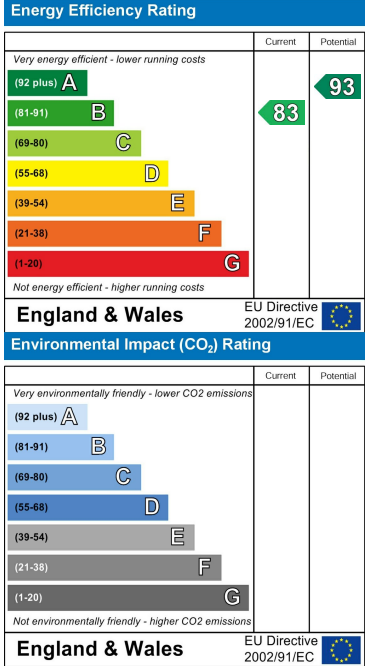 Energy Efficiency Rating
Current Potential
Very energy efficient - lower running costs
(92 plus) A
93
(81-91) B
83
(69-80) C
(55-68) D
(39-54) E
(21-38) F
(1-20) G
Not energy efficient - higher running costs
England & Wales
EU Directive
2002/91/EC
Environmental Impact (CO₂) Rating
Current Potential
Very environmentally friendly - lower CO2 emissions
(92 plus) A
(81-91) B
(69-80) C
(55-68) D
(39-54) E
(21-38) F
(1-20) G
Not environmentally friendly - higher CO2 emissions
England & Wales
EU Directive
2002/91/EC